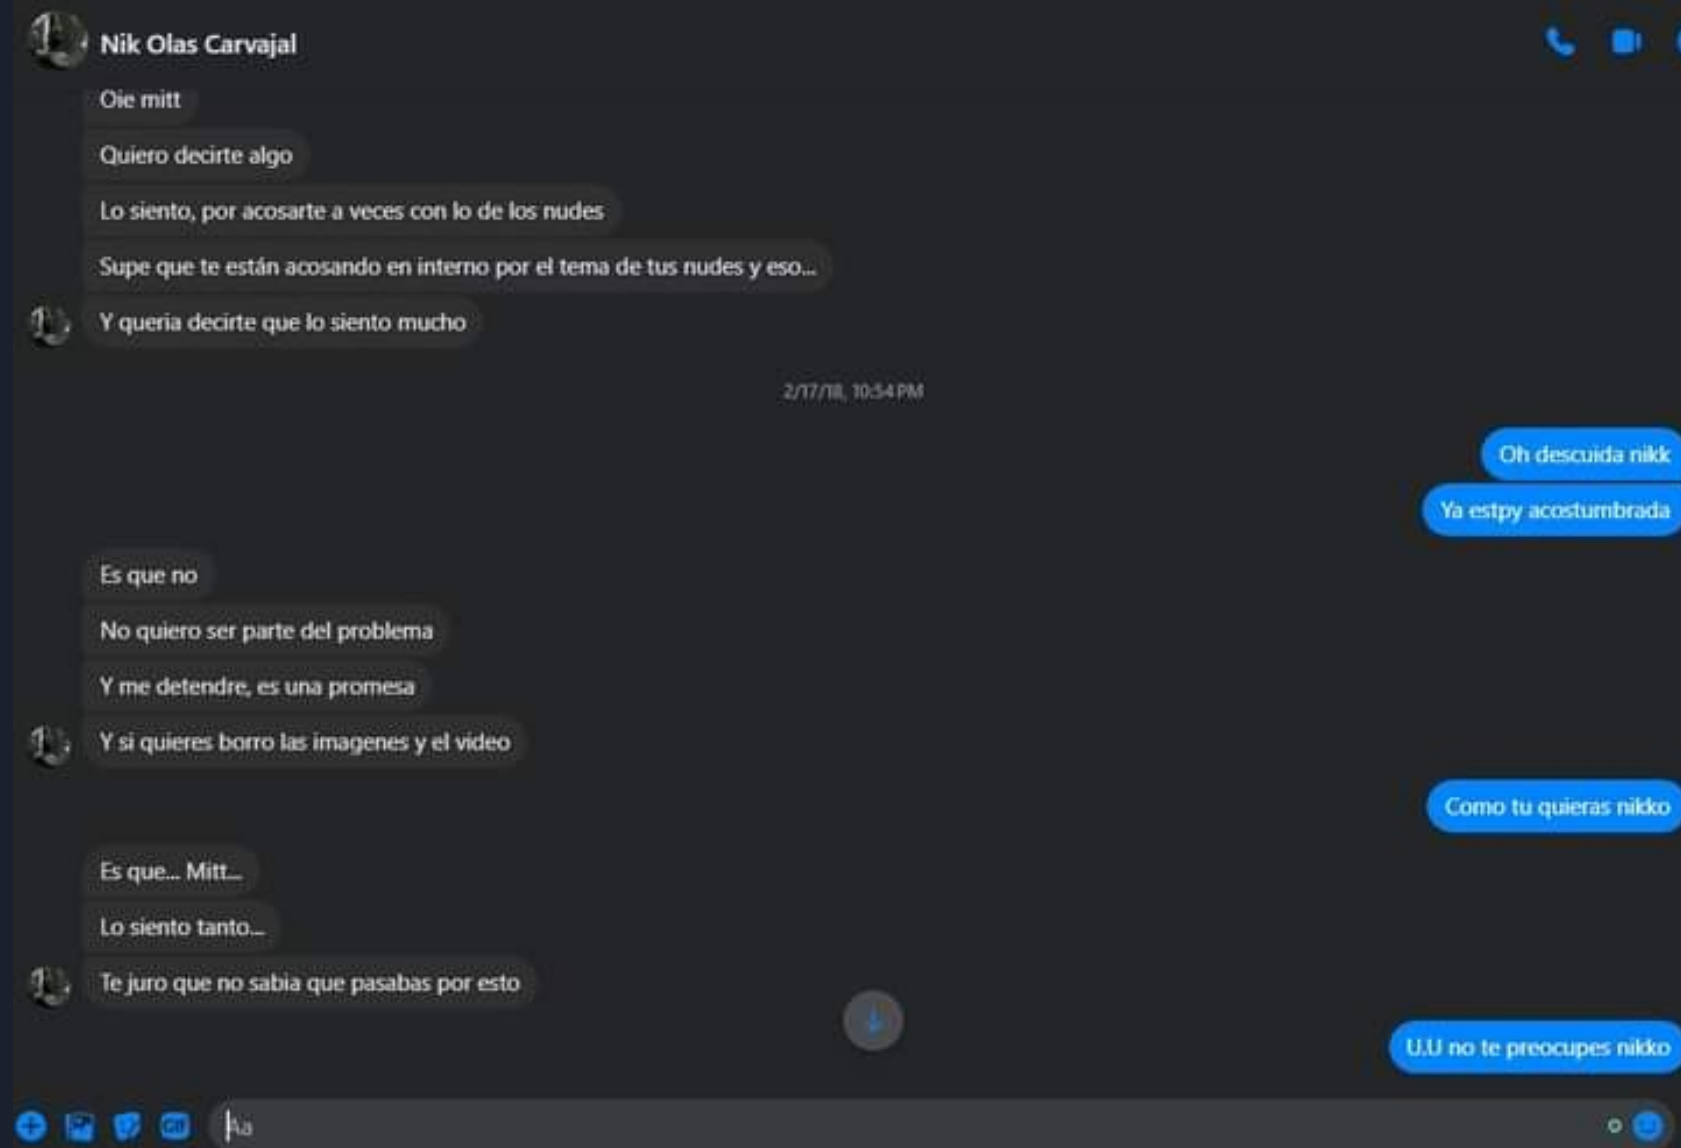 Nik Olas Carvajal
Oie mitt
Quiero decirte algo
Lo siento, por acosarte a veces con lo de los nudes
Supe que te están acosando en interno por el tema de tus nudes y eso...
Y queria decirte que lo siento mucho
2/17/18, 10:54 PM
Oh descuida nikk
Ya estpy acostumbrada
Es que no
No quiero ser parte del problema
Y me detendre, es una promesa
Y si quieres borro las imagenes y el video
Como tu quieras nikko
Es que... Mitt...
Lo siento tanto...
Te juro que no sabia que pasabas por esto
U.U no te preocupes nikko
GIF
Aa